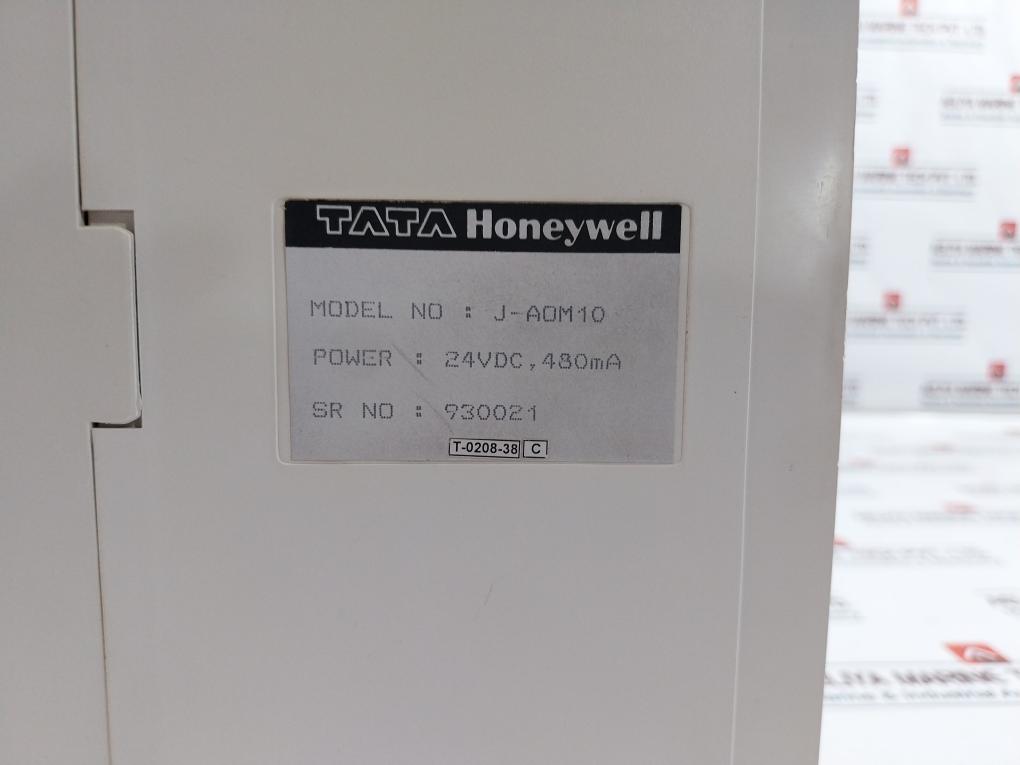 TATA Honeywell
MODEL NO : J-AOM10
POWER : 24VDC,480mA
SR NO : 930021
T-0208-38 C